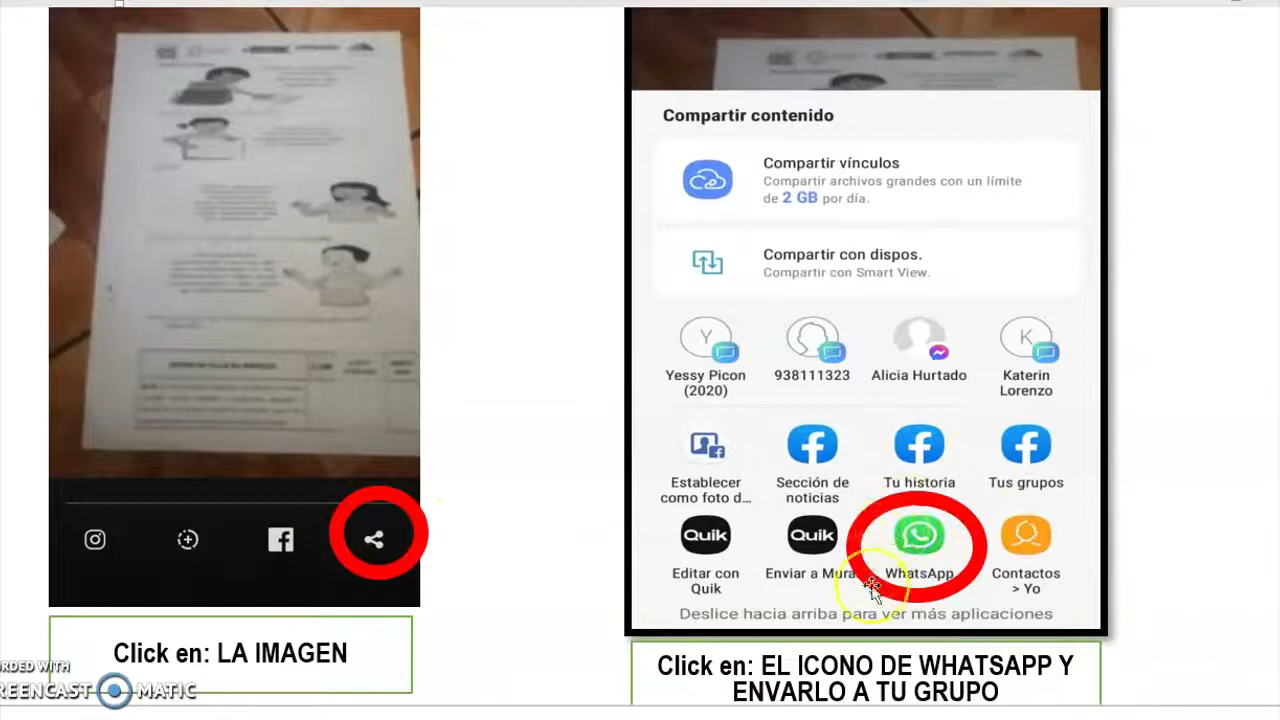 Click en: LA IMAGEN
Compartir contenido
Compartir vínculos
Compartir archivos grandes con un límite
de 2 GB por día.
Compartir con dispos.
Compartir con Smart View.
Y
K
Yessy Picon
(2020)
938111323
Alicia Hurtado
Katerin
Lorenzo
Establecer
como foto d...
Sección de
noticias
Tu historia
Tus grupos
Quik
Quik
Editar con
Quik
Enviar a Mura
WhatsApp
Contactos
> Yo
Deslice hacia arriba para ver más aplicaciones
Click en: EL ICONO DE WHATSAPP Y
ENVARLO A TU GRUPO
ORDED WITH
REENCAST MATIC